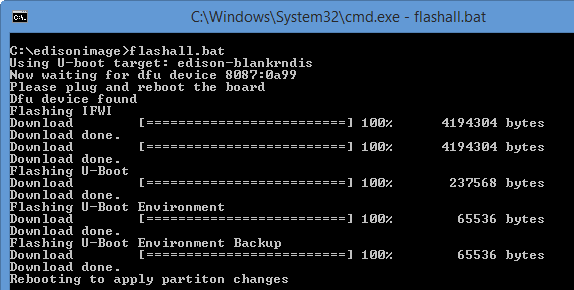 C:\Windows\System32\cmd.exe - flashall.bat
C:\edisonimage>flashall.bat
Using U-boot target: edison-blankrndis
Now waiting for dfu device 8087:0a99
Please plug and reboot the board
Dfu device found
Flashing IFWI
Download        [=========================] 100%      4194304 bytes
Download done.
Download        [=========================] 100%      4194304 bytes
Download done.
Flashing U-Boot
Download        [=========================] 100%       237568 bytes
Download done.
Flashing U-Boot Environment
Download        [=========================] 100%        65536 bytes
Download done.
Flashing U-Boot Environment Backup
Download        [=========================] 100%        65536 bytes
Download done.
Rebooting to apply partiton changes